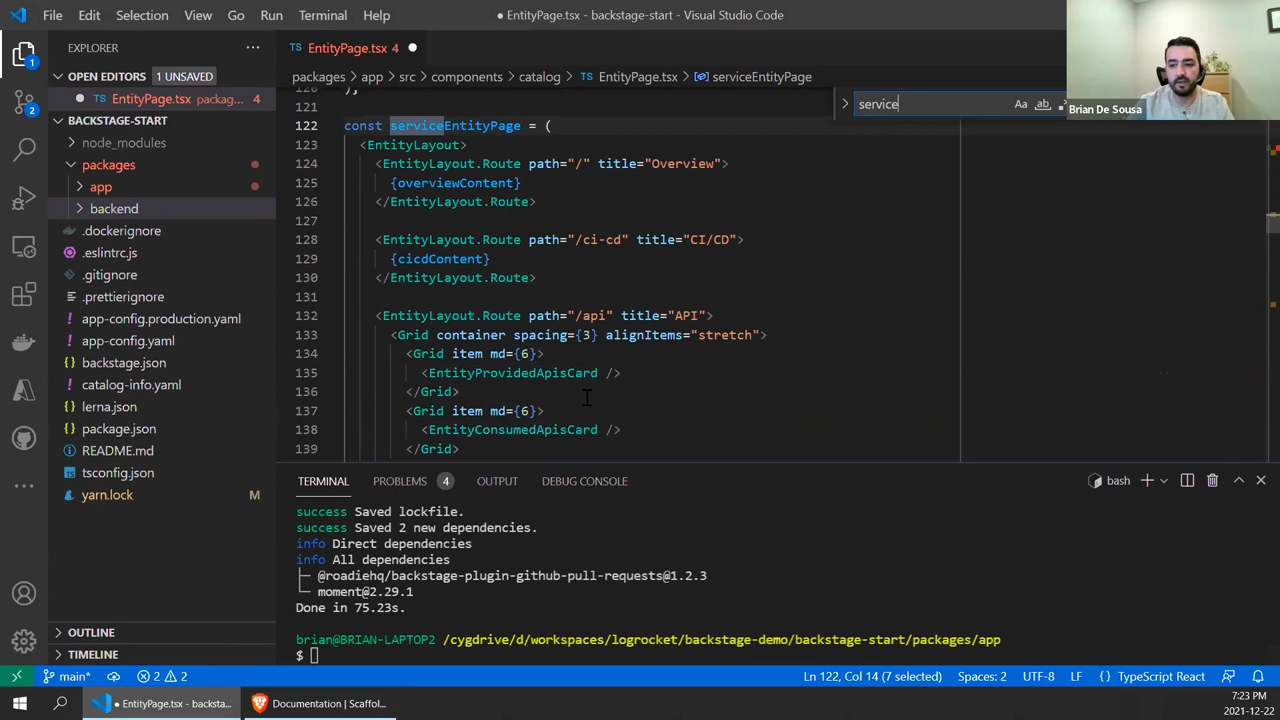 File Edit Selection View Go Run Terminal Help
● EntityPage.tsx - backstage-start - Visual Studio Code
EXPLORER ···
OPEN EDITORS 1 UNSAVED
● TS EntityPage.tsx packag... 4
BACKSTAGE-START
node_modules
packages
app
backend
.dockerignore
.eslintrc.js
.gitignore
.prettierignore
app-config.production.yaml
app-config.yaml
backstage.json
catalog-info.yaml
lerna.json
package.json
README.md
tsconfig.json
yarn.lock M
OUTLINE
TIMELINE
TS EntityPage.tsx 4 ●
packages > app > src > components > catalog > TS EntityPage.tsx > serviceEntityPage
service Aa ab
Brian De Sousa
120 );
121
122 const serviceEntityPage = (
123 <EntityLayout>
124 <EntityLayout.Route path="/" title="Overview">
125 {overviewContent}
126 </EntityLayout.Route>
127
128 <EntityLayout.Route path="/ci-cd" title="CI/CD">
129 {cicdContent}
130 </EntityLayout.Route>
131
132 <EntityLayout.Route path="/api" title="API">
133 <Grid container spacing={3} alignItems="stretch">
134 <Grid item md={6}>
135 <EntityProvidedApisCard />
136 </Grid>
137 <Grid item md={6}>
138 <EntityConsumedApisCard />
139 </Grid>
TERMINAL PROBLEMS 4 OUTPUT DEBUG CONSOLE bash
success Saved lockfile.
success Saved 2 new dependencies.
info Direct dependencies
info All dependencies
├─ @roadiehq/backstage-plugin-github-pull-requests@1.2.3
└─ moment@2.29.1
Done in 75.23s.
brian@BRIAN-LAPTOP2 /cygdrive/d/workspaces/logrocket/backstage-demo/backstage-start/packages/app
$
main* 2 2 Ln 122, Col 14 (7 selected) Spaces: 2 UTF-8 LF {} TypeScript React
● EntityPage.tsx - backsta... Documentation | Scaffol...
7:23 PM
2021-12-22